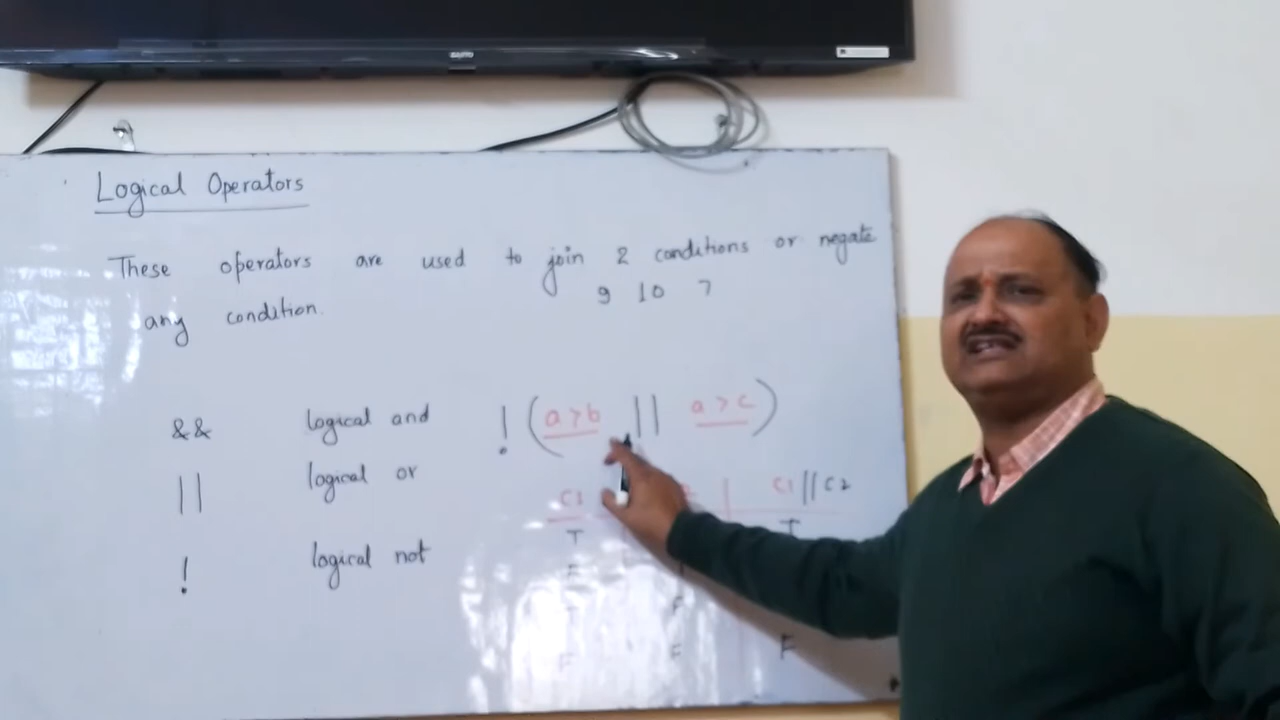 SANYO
Logical Operators
These operators are used to join 2 conditions or negate
9 10 7
any condition.
&& logical and ! (a>b || a>c)
|| logical or
C1 C1 || C2
T T
! logical not
F
T F
F F F